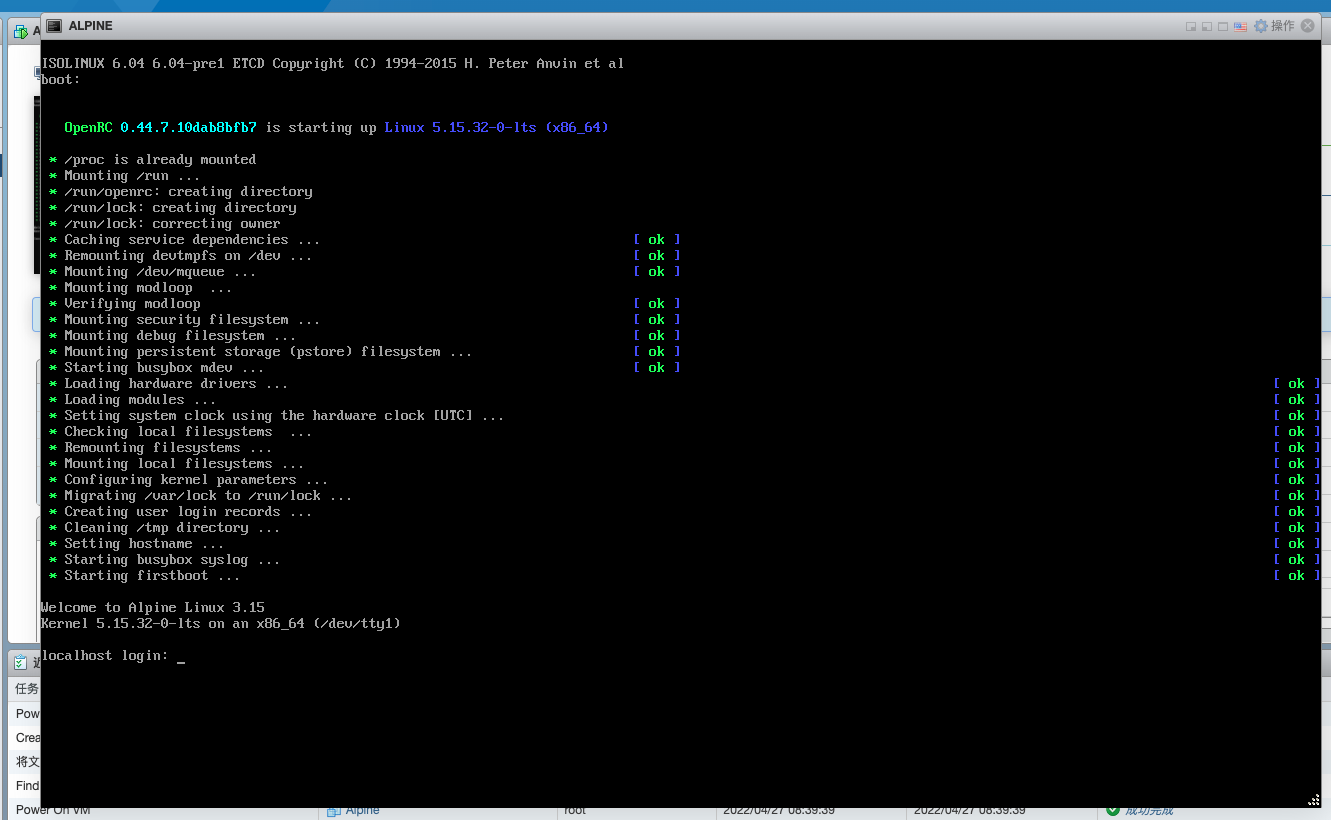 ALPINE
操作
ISOLINUX 6.04 6.04-pre1 ETCD Copyright (C) 1994-2015 H. Peter Anvin et al
boot:
OpenRC 0.44.7.10dab8bfb7 is starting up Linux 5.15.32-0-lts (x86_64)
* /proc is already mounted
* Mounting /run ...
* /run/openrc: creating directory
* /run/lock: creating directory
* /run/lock: correcting owner
* Caching service dependencies ... [ ok ]
* Remounting devtmpfs on /dev ... [ ok ]
* Mounting /dev/mqueue ... [ ok ]
* Mounting modloop  ...
* Verifying modloop [ ok ]
* Mounting security filesystem ... [ ok ]
* Mounting debug filesystem ... [ ok ]
* Mounting persistent storage (pstore) filesystem ... [ ok ]
* Starting busybox mdev ... [ ok ]
* Loading hardware drivers ... [ ok ]
* Loading modules ... [ ok ]
* Setting system clock using the hardware clock [UTC] ... [ ok ]
* Checking local filesystems  ... [ ok ]
* Remounting filesystems ... [ ok ]
* Mounting local filesystems ... [ ok ]
* Configuring kernel parameters ... [ ok ]
* Migrating /var/lock to /run/lock ... [ ok ]
* Creating user login records ... [ ok ]
* Cleaning /tmp directory ... [ ok ]
* Setting hostname ... [ ok ]
* Starting busybox syslog ... [ ok ]
* Starting firstboot ... [ ok ]
Welcome to Alpine Linux 3.15
Kernel 5.15.32-0-lts on an x86_64 (/dev/tty1)
localhost login: _
任务
Pow
Crea
将文
Find
Power On VM Alpine root 2022/04/27 08:39:39 2022/04/27 08:39:39 成功完成